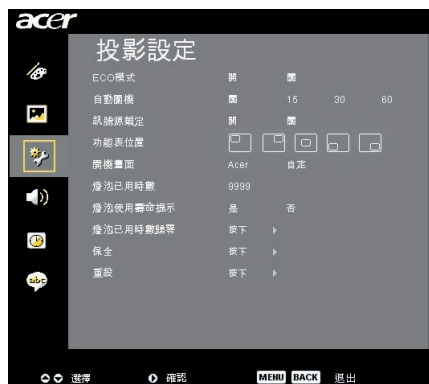 acer
投影設定
ECO模式 開 關
自動關機 關 15 30 60
訊號源鎖定 開 關
功能表位置
開機畫面 Acer 自定
燈泡已用時數 9999
燈泡使用壽命提示 是 否
燈泡已用時數歸零 按下
保全 按下
重設 按下
abc
選擇 確認 MENU BACK 退出